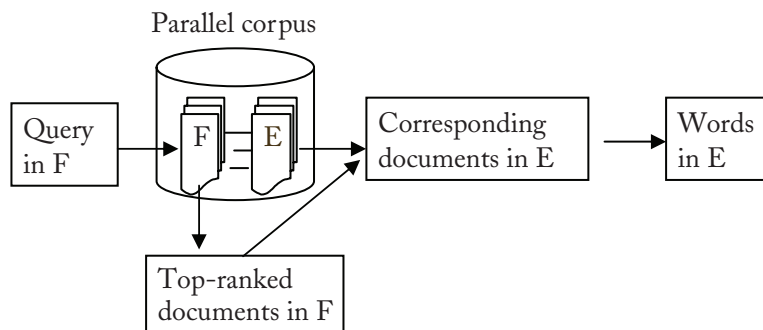 Parallel corpus
Query
in F
F
E
Corresponding
documents in E
Words
in E
Top-ranked
documents in F